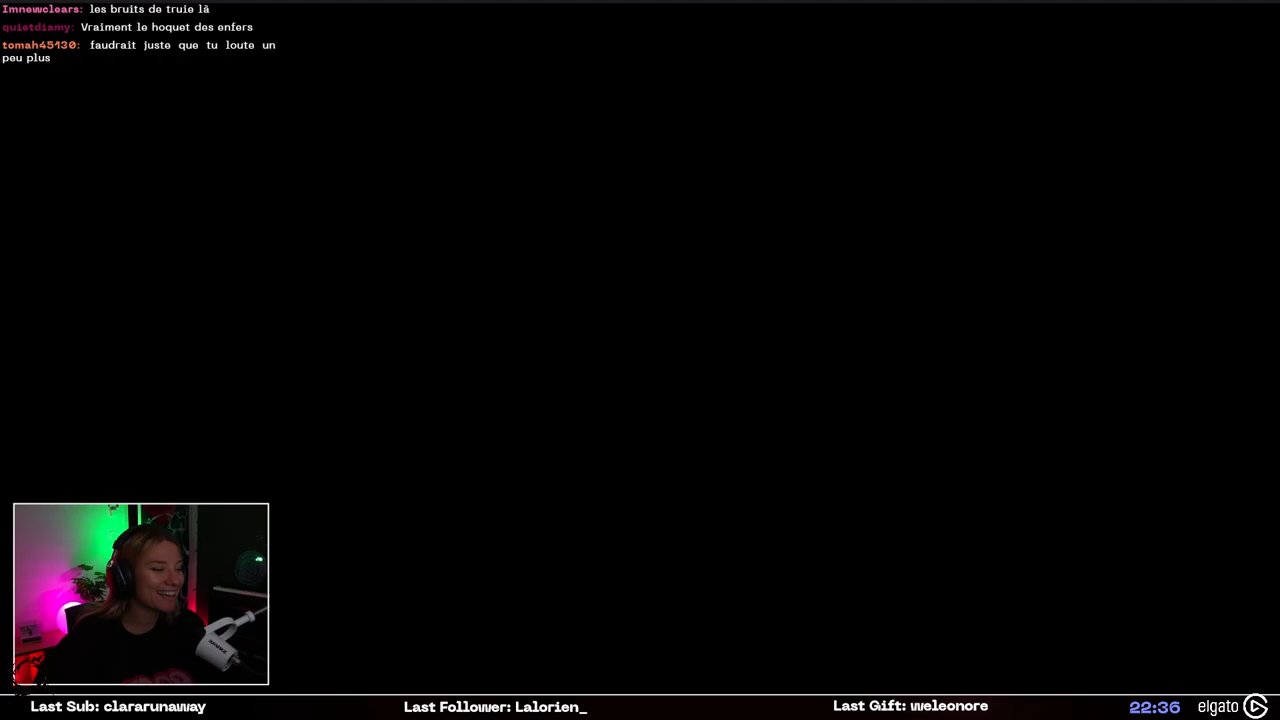 Imnewclears: les bruits de truie là
quietdiamy: Vraiment le hoquet des enfers
tomah45130: faudrait juste que tu loute un
peu plus
Last Sub: clararunaway
Last Follower: Lalorien_
Last Gift: weleonore
22:36
elgato